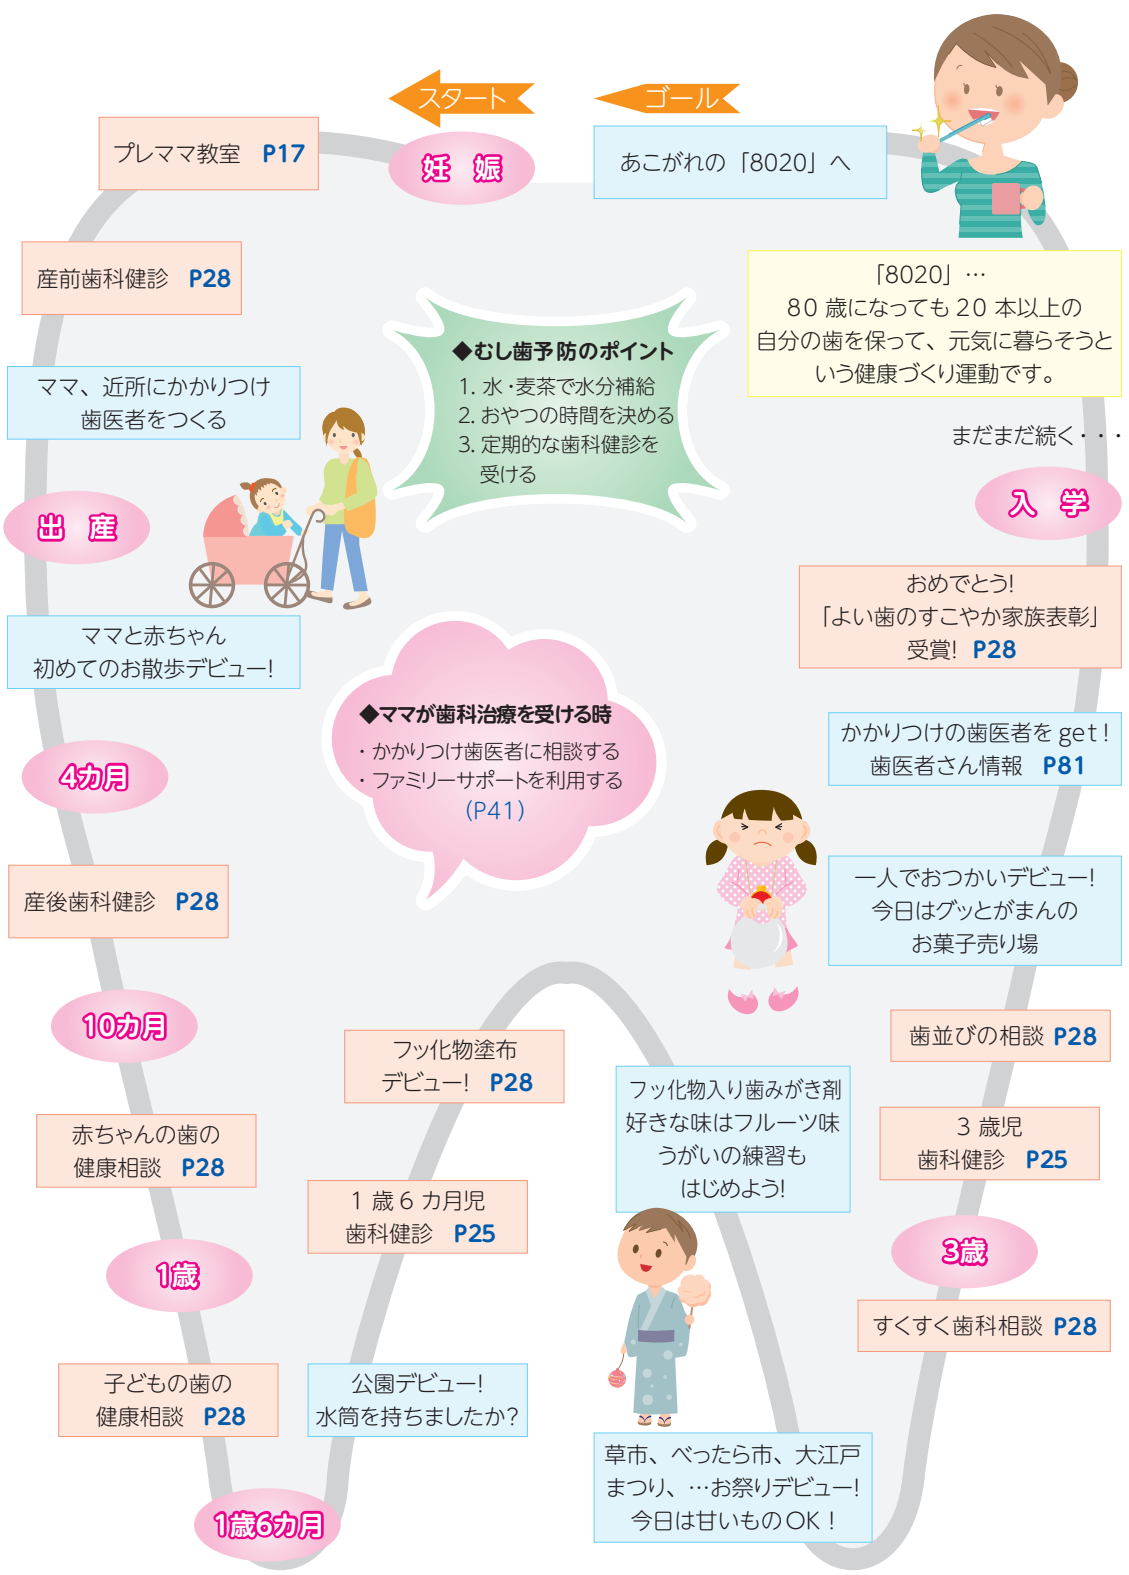 スタート
妊　娠
プレママ教室　P17
産前歯科健診　P28
ママ、近所にかかりつけ
歯医者をつくる
出　産
ママと赤ちゃん
初めてのお散歩デビュー!
4カ月
産後歯科健診　P28
10カ月
赤ちゃんの歯の
健康相談　P28
1歳
子どもの歯の
健康相談　P28
1歳6カ月
公園デビュー!
水筒を持ちましたか?
1 歳 6 カ月児
歯科健診　P25
フッ化物塗布
デビュー!　P28
フッ化物入り歯みがき剤
好きな味はフルーツ味
うがいの練習も
はじめよう!
草市、べったら市、大江戸
まつり、…お祭りデビュー!
今日は甘いものOK！
すくすく歯科相談 P28
3歳
3 歳児
歯科健診　P25
歯並びの相談 P28
一人でおつかいデビュー!
今日はグッとがまんの
お菓子売り場
かかりつけの歯医者を get！
歯医者さん情報　P81
おめでとう!
「よい歯のすこやか家族表彰」
受賞!　P28
入　学
まだまだ続く・・・
「8020」…
80 歳になっても 20 本以上の
自分の歯を保って、元気に暮らそうと
いう健康づくり運動です。
あこがれの「8020」へ
ゴール
◆むし歯予防のポイント
1. 水・麦茶で水分補給
2. おやつの時間を決める
3. 定期的な歯科健診を
受ける
◆ママが歯科治療を受ける時
・かかりつけ歯医者に相談する
・ファミリーサポートを利用する
（P41）